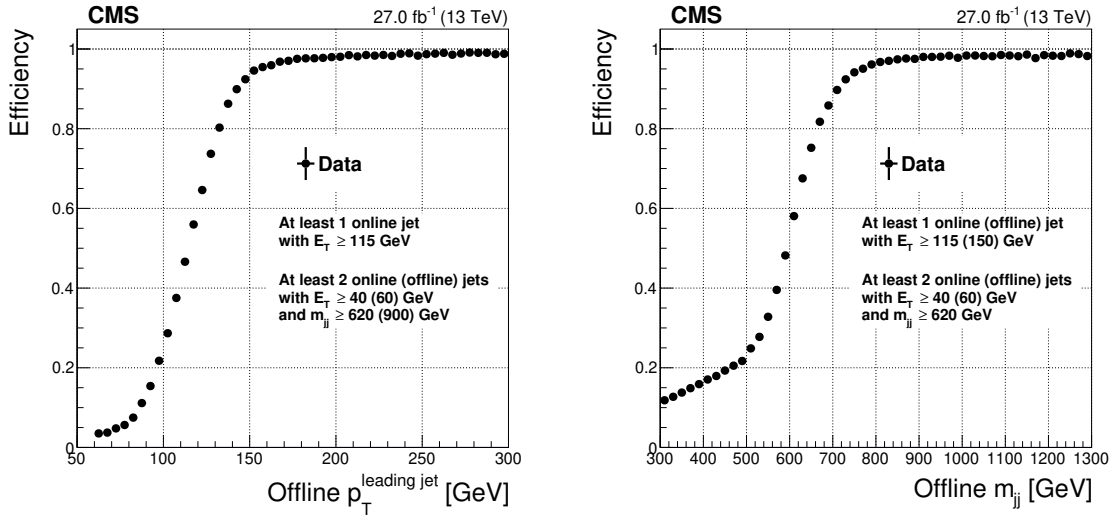 CMS
27.0 fb⁻¹ (13 TeV)
Efficiency
1
0.8
0.6
0.4
0.2
0
Data
At least 1 online jet
with E_T ≥ 115 GeV
At least 2 online (offline) jets
with E_T ≥ 40 (60) GeV
and m_jj ≥ 620 (900) GeV
50 100 150 200 250 300
Offline p_T^leading jet [GeV]
CMS
27.0 fb⁻¹ (13 TeV)
Efficiency
1
0.8
0.6
0.4
0.2
0
Data
At least 1 online (offline) jet
with E_T ≥ 115 (150) GeV
At least 2 online (offline) jets
with E_T ≥ 40 (60) GeV
and m_jj ≥ 620 GeV
300 400 500 600 700 800 900 1000 1100 1200 1300
Offline m_jj [GeV]